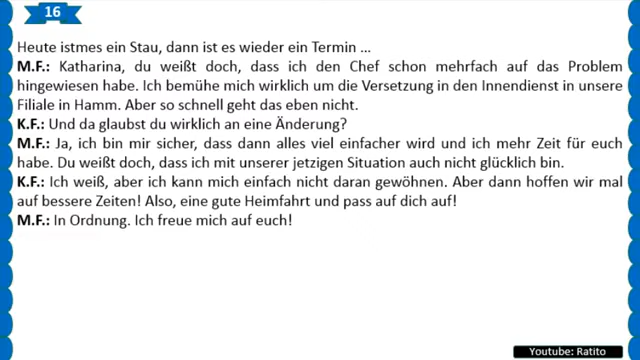 16
Heute istmes ein Stau, dann ist es wieder ein Termin ...
M.F.: Katharina, du weißt doch, dass ich den Chef schon mehrfach auf das Problem
hingewiesen habe. Ich bemühe mich wirklich um die Versetzung in den Innendienst in unsere
Filiale in Hamm. Aber so schnell geht das eben nicht.
K.F.: Und da glaubst du wirklich an eine Änderung?
M.F.: Ja, ich bin mir sicher, dass dann alles viel einfacher wird und ich mehr Zeit für euch
habe. Du weißt doch, dass ich mit unserer jetzigen Situation auch nicht glücklich bin.
K.F.: Ich weiß, aber ich kann mich einfach nicht daran gewöhnen. Aber dann hoffen wir mal
auf bessere Zeiten! Also, eine gute Heimfahrt und pass auf dich auf!
M.F.: In Ordnung. Ich freue mich auf euch!
Youtube: Ratito